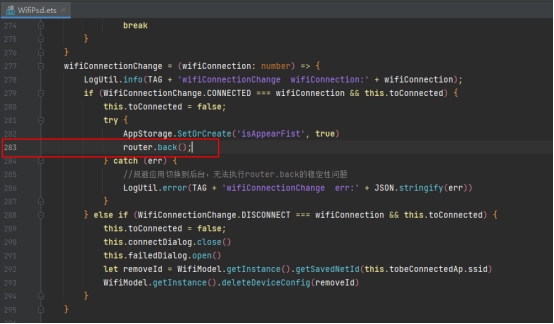 WifiPsd.ets
274 break
275 }
276 }
277 wifiConnectionChange = (wifiConnection: number) => {
278 LogUtil.info(TAG + 'wifiConnectionChange wifiConnection:' + wifiConnection);
279 if (WifiConnectionChange.CONNECTED === wifiConnection && this.toConnected) {
280 this.toConnected = false;
281 try {
282 AppStorage.SetOrCreate('isAppearFist', true)
283 router.back();
284 } catch (err) {
285 //规避应用切换到后台，无法执行router.back的稳定性问题
286 LogUtil.error(TAG + 'wifiConnectionChange err:' + JSON.stringify(err))
287 }
288 } else if (WifiConnectionChange.DISCONNECT === wifiConnection && this.toConnected) {
289 this.toConnected = false;
290 this.connectDialog.close()
291 this.failedDialog.open()
292 let removeId = WifiModel.getInstance().getSavedNetId(this.tobeConnectedAp.ssid)
293 WifiModel.getInstance().deleteDeviceConfig(removeId)
294 }
295 }